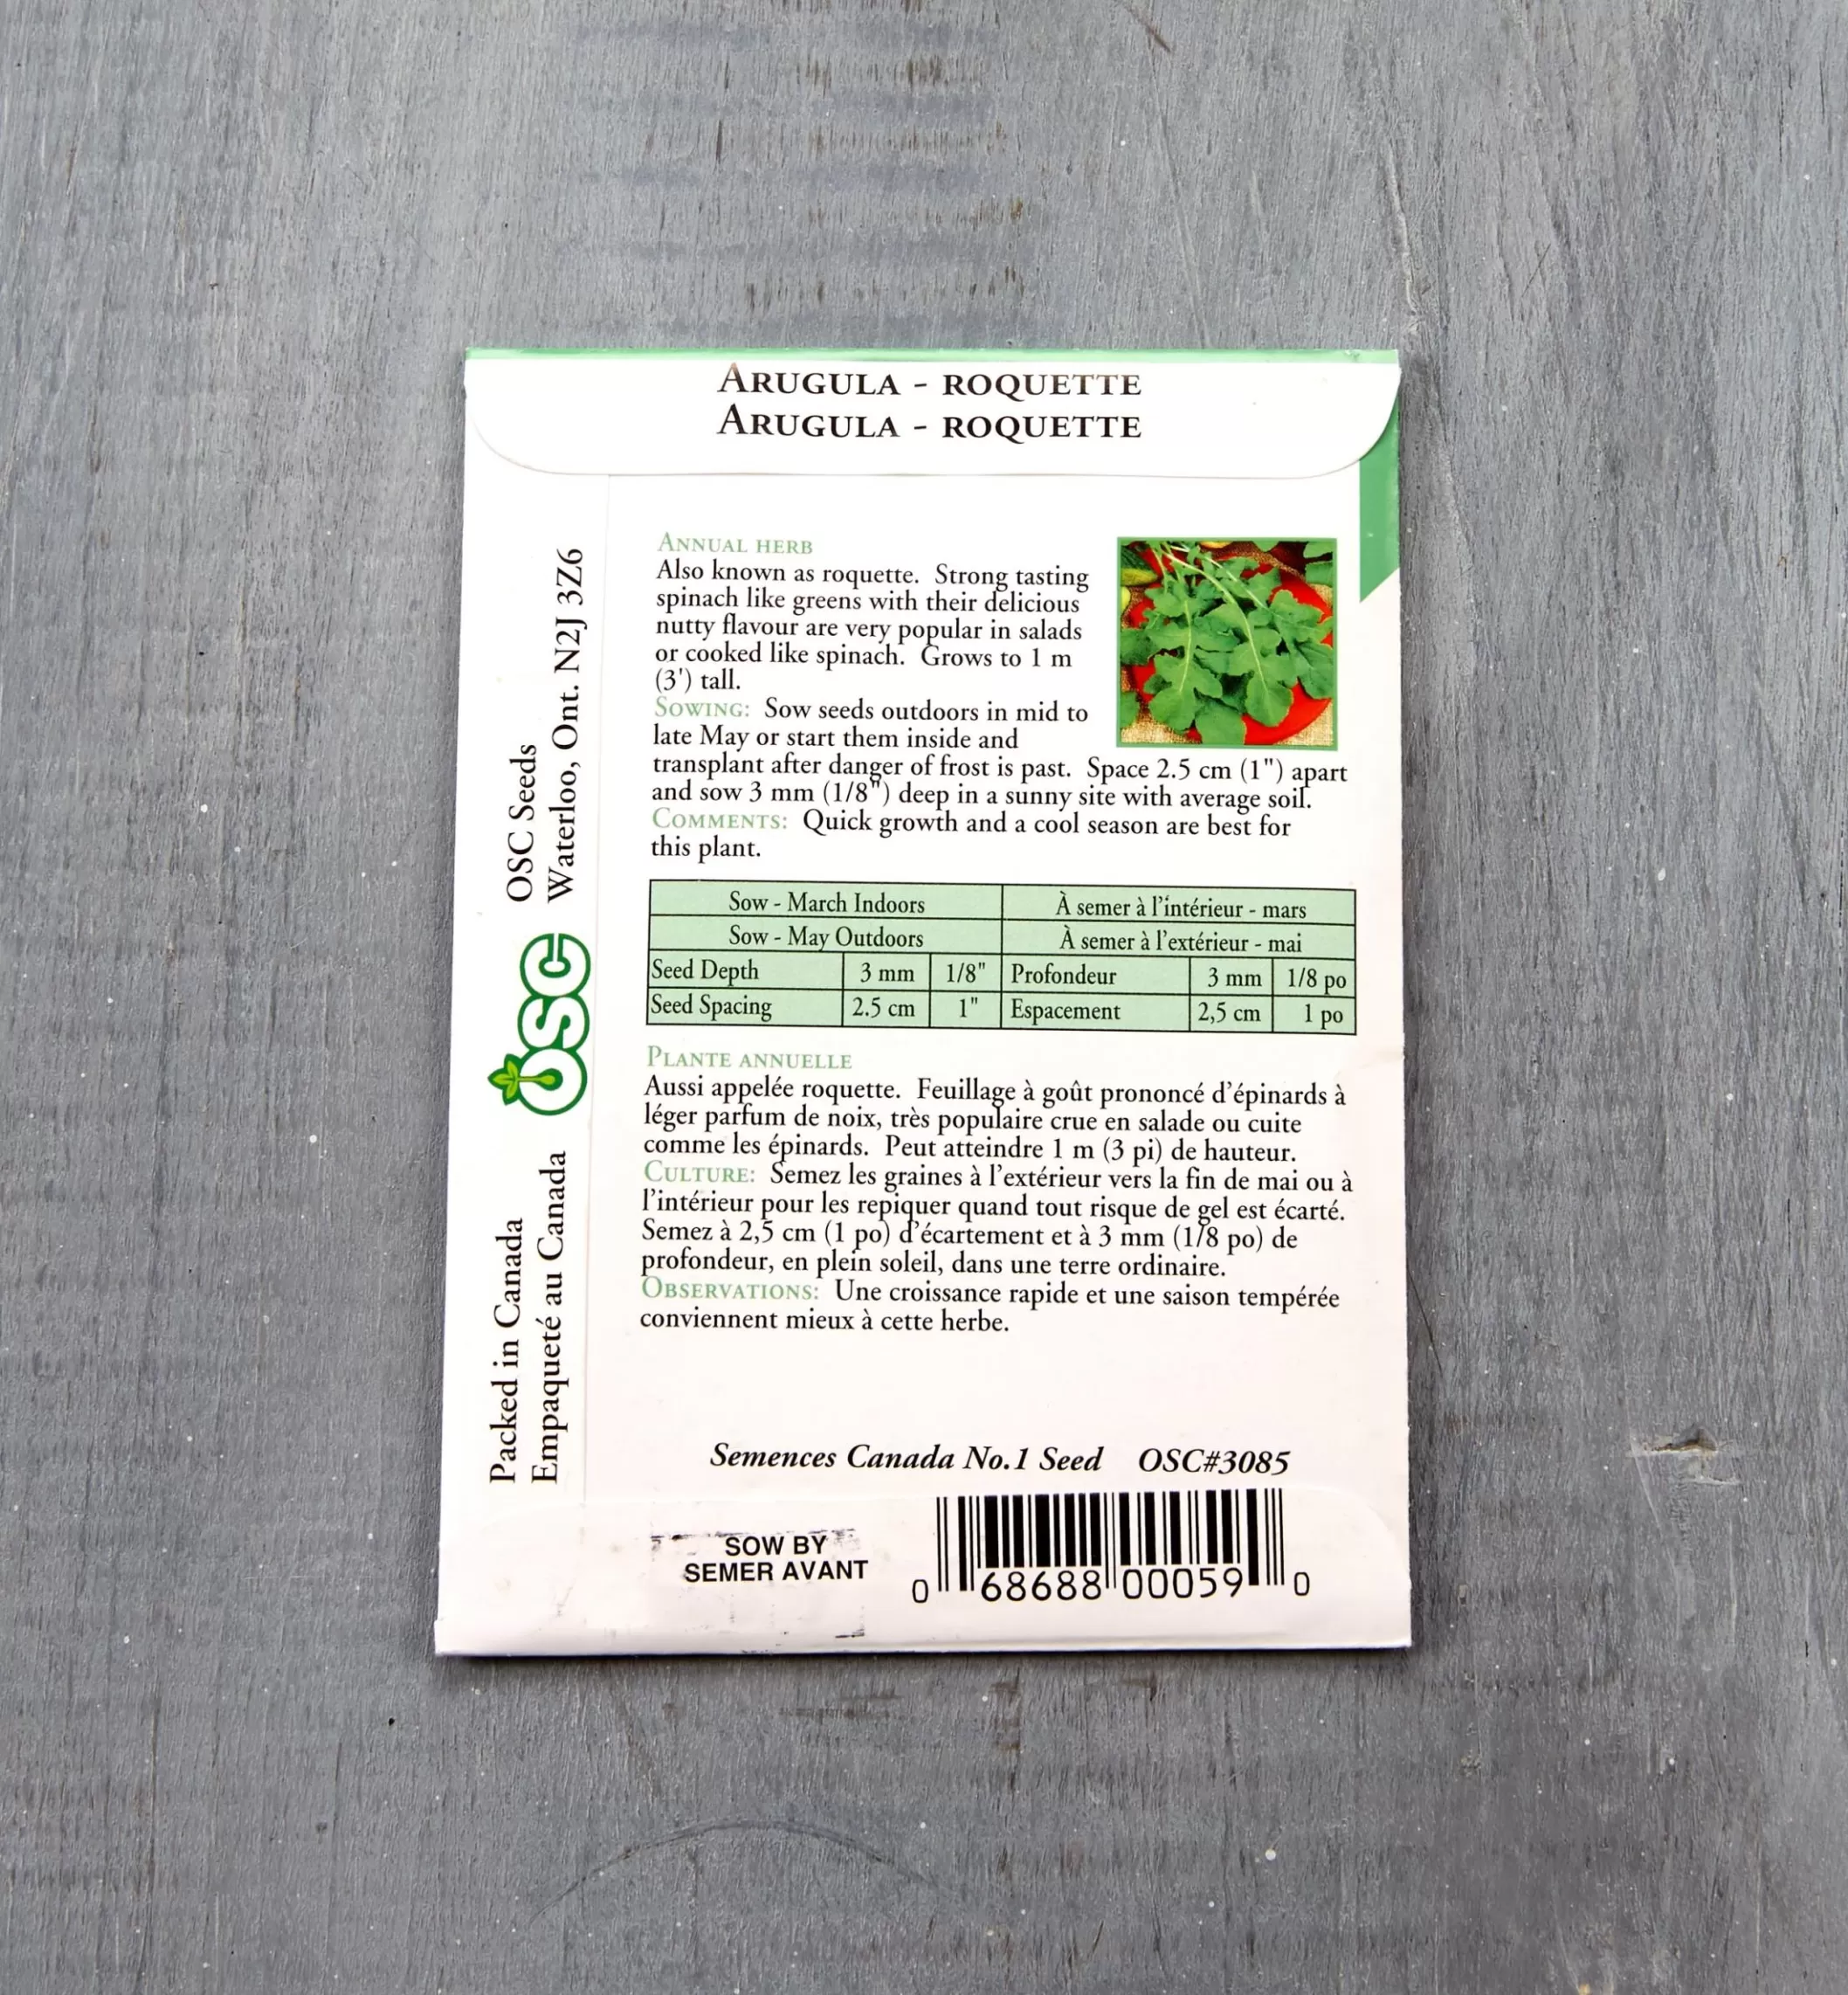 ARUGULA - ROQUETTE
ARUGULA - ROQUETTE
ANNUAL HERB
Also known as roquette. Strong tasting
spinach like greens with their delicious
nutty flavour are very popular in salads
or cooked like spinach. Grows to 1 m
(3') tall.
SOWING: Sow seeds outdoors in mid to
late May or start them inside and
transplant after danger of frost is past. Space 2.5 cm (1") apart
and sow 3 mm (1/8") deep in a sunny site with average soil.
COMMENTS: Quick growth and a cool season are best for
this plant.
Sow - March Indoors À semer à l'intérieur - mars
Sow - May Outdoors À semer à l'extérieur - mai
Seed Depth 3 mm 1/8" Profondeur 3 mm 1/8 po
Seed Spacing 2.5 cm 1" Espacement 2,5 cm 1 po
PLANTE ANNUELLE
Aussi appelée roquette. Feuillage à goût prononcé d'épinards à
léger parfum de noix, très populaire crue en salade ou cuite
comme les épinards. Peut atteindre 1 m (3 pi) de hauteur.
CULTURE: Semez les graines à l'extérieur vers la fin de mai ou à
l'intérieur pour les repiquer quand tout risque de gel est écarté.
Semez à 2,5 cm (1 po) d'écartement et à 3 mm (1/8 po) de
profondeur, en plein soleil, dans une terre ordinaire.
OBSERVATIONS: Une croissance rapide et une saison tempérée
conviennent mieux à cette herbe.
Semences Canada No.1 Seed OSC#3085
SOW BY
SEMER AVANT
0 68688 00059 0
Packed in Canada
Empaqueté au Canada
OSC
OSC Seeds
Waterloo, Ont. N2J 3Z6